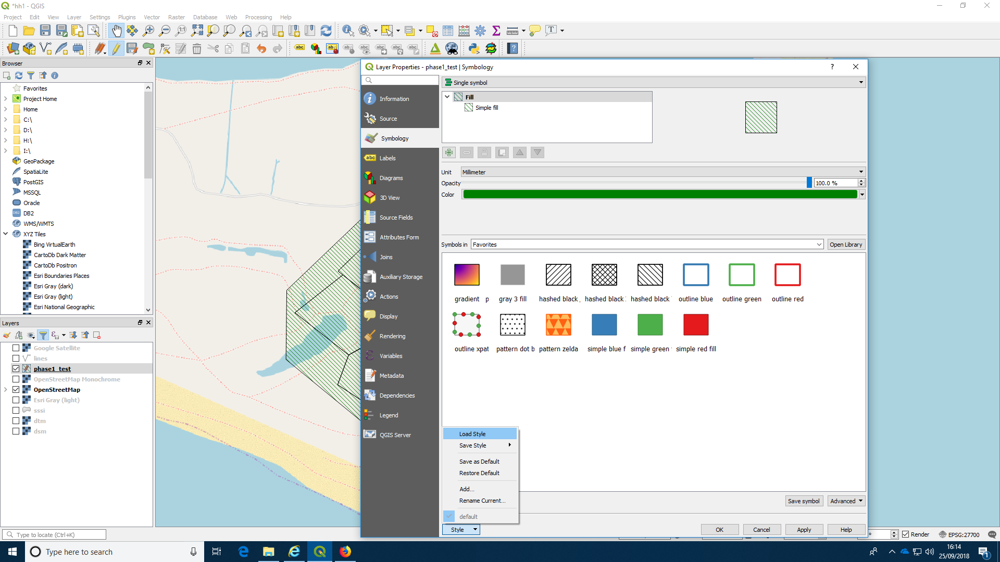 *hh1 - QGIS
Project Edit View Layer Settings Plugins Vector Raster Database Web Processing Help
Browser
Favorites
Project Home
Home
C:\
D:\
H:\
I:\
GeoPackage
SpatiaLite
PostGIS
MSSQL
Oracle
DB2
WMS/WMTS
XYZ Tiles
Bing VirtualEarth
CartoDb Dark Matter
CartoDb Positron
Esri Boundaries Places
Esri Gray (dark)
Esri Gray (light)
Esri National Geographic
Layers
Google Satellite
lines
phase1_test
OpenStreetMap Monochrome
OpenStreetMap
Esri Gray (light)
sssi
dtm
dsm
Type to locate (Ctrl+K)
Layer Properties - phase1_test | Symbology
Information
Source
Symbology
Labels
Diagrams
3D View
Source Fields
Attributes Form
Joins
Auxiliary Storage
Actions
Display
Rendering
Variables
Metadata
Dependencies
Legend
QGIS Server
Single symbol
Fill
Simple fill
Unit Millimeter
Opacity 100.0 %
Color
Symbols in Favorites Open Library
gradient p gray 3 fill hashed black / hashed black hashed black outline blue outline green outline red
outline xpat pattern dot b pattern zelda simple blue f simple green simple red fill
Load Style
Save Style
Save as Default
Restore Default
Add...
Rename Current...
default
Save symbol Advanced
Style OK Cancel Apply Help
Render EPSG:27700
Type here to search
16:14
25/09/2018
1